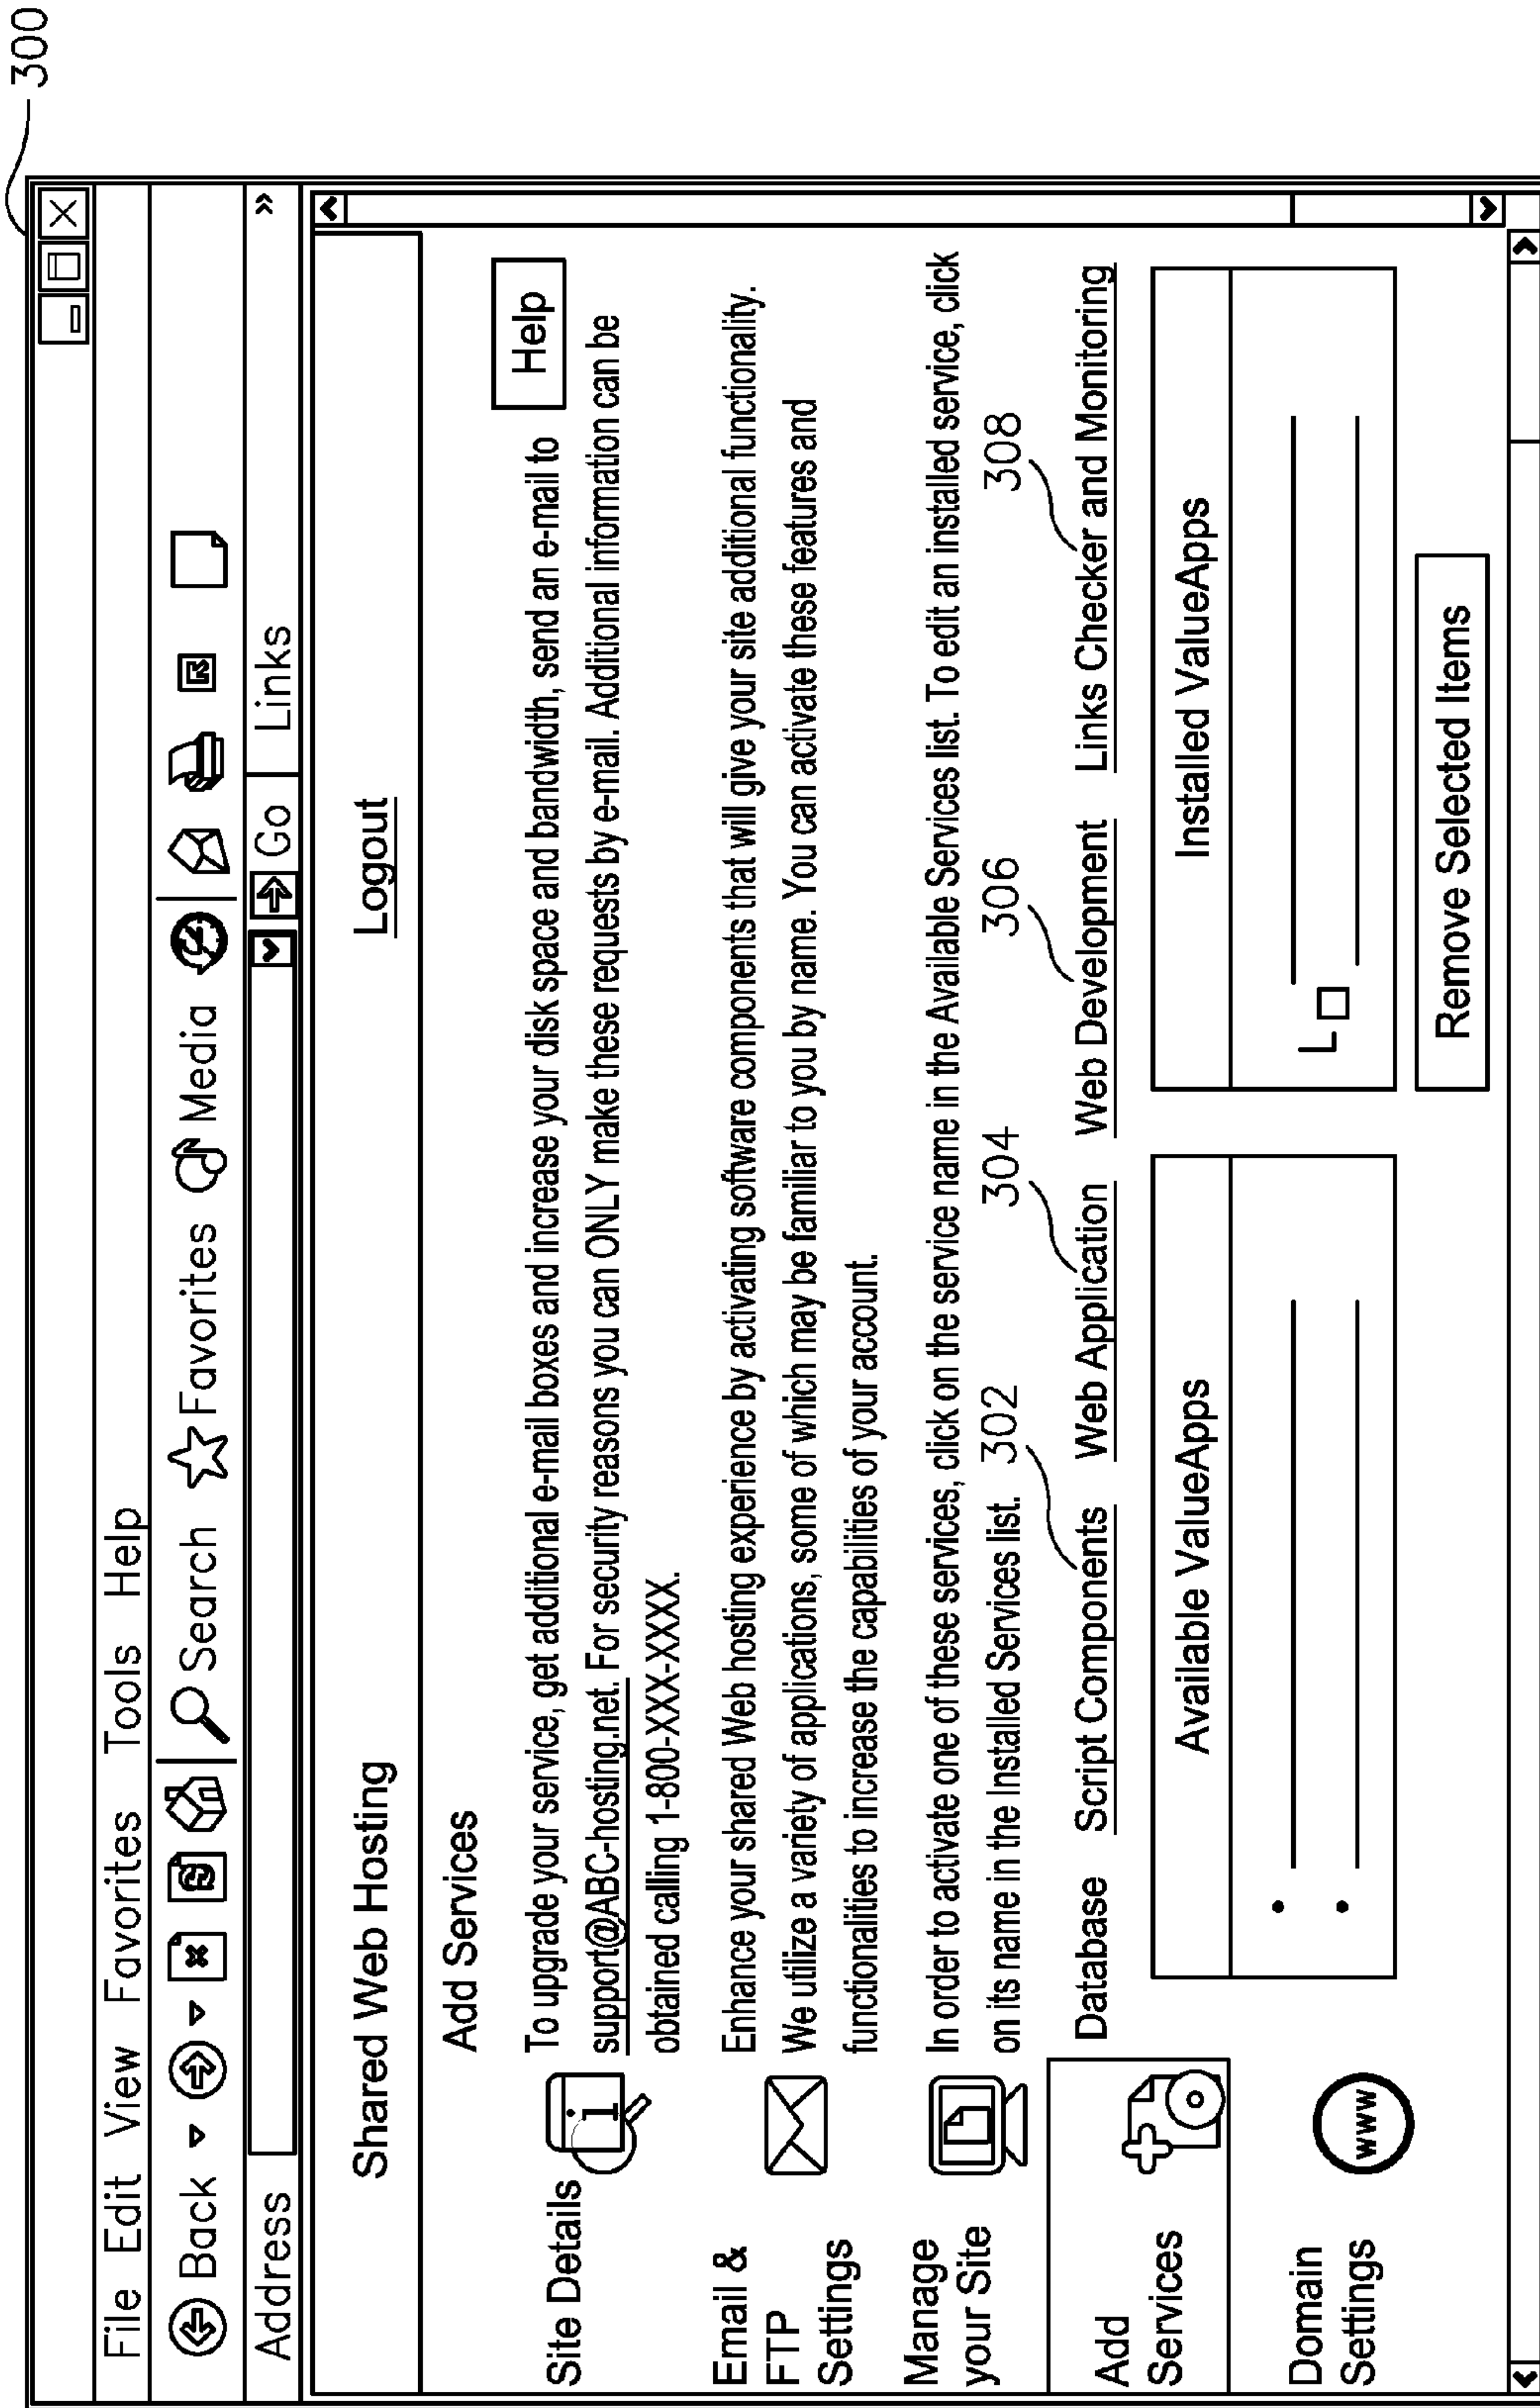 300
File Edit View Favorites Tools Help
Back Search Favorites Media
Address Go Links »
Shared Web Hosting Logout
Site Details
Email &
FTP
Settings
Manage
your Site
Add
Services
Domain
Settings
www
Add Services
Help
To upgrade your service, get additional e-mail boxes and increase your disk space and bandwidth, send an e-mail to
support@ABC-hosting.net. For security reasons you can ONLY make these requests by e-mail. Additional information can be
obtained calling 1-800-XXX-XXXX.
Enhance your shared Web hosting experience by activating software components that will give your site additional functionality.
We utilize a variety of applications, some of which may be familiar to you by name. You can activate these features and
functionalities to increase the capabilities of your account.
In order to activate one of these services, click on the service name in the Available Services list. To edit an installed service, click
on its name in the Installed Services list.
302 304 306 308
Database Script Components Web Application Web Development Links Checker and Monitoring
Available ValueApps
Installed ValueApps
Remove Selected Items